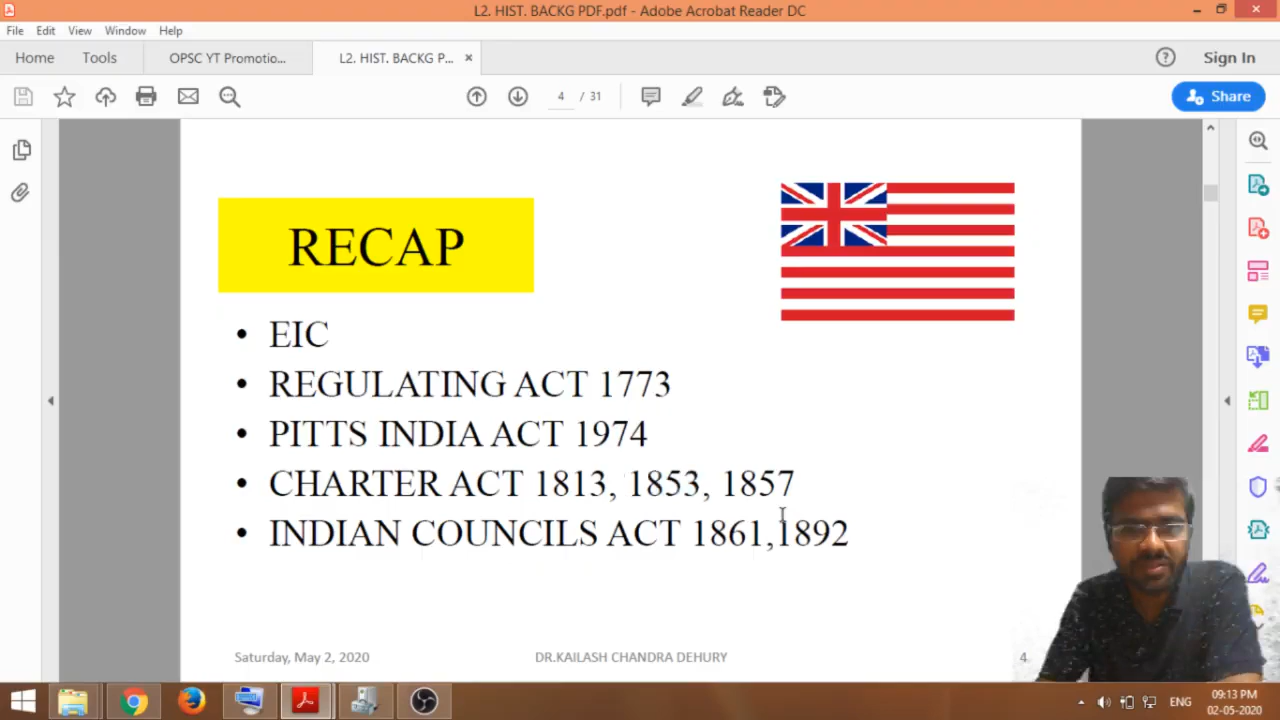 L2. HIST. BACKG PDF.pdf - Adobe Acrobat Reader DC
File Edit View Window Help
Home Tools OPSC YT Promotio... L2. HIST. BACKG P... × Sign In
4 / 31 Share
RECAP
• EIC
• REGULATING ACT 1773
• PITTS INDIA ACT 1974
• CHARTER ACT 1813, 1853, 1857
• INDIAN COUNCILS ACT 1861,1892
Saturday, May 2, 2020 DR.KAILASH CHANDRA DEHURY 4
ENG 09:13 PM
02-05-2020